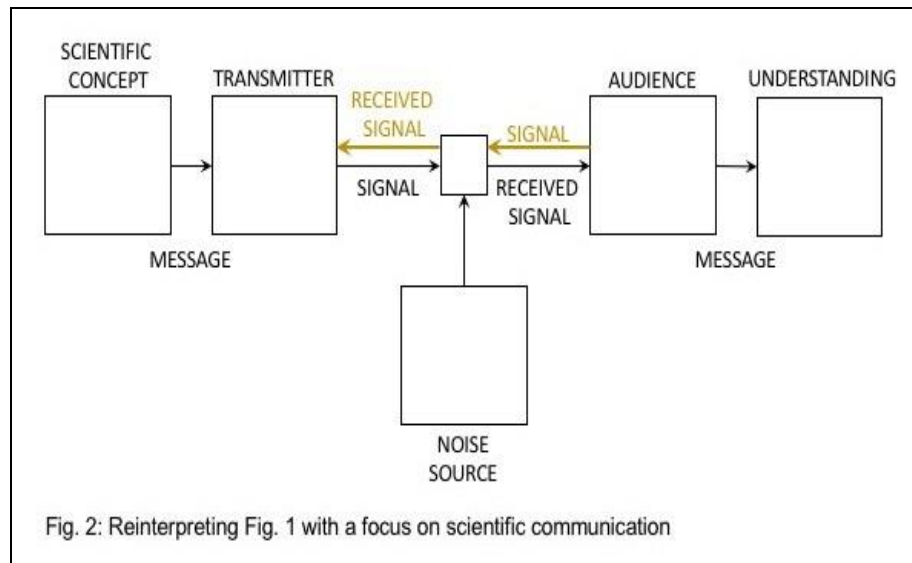 SCIENTIFIC
CONCEPT
TRANSMITTER
RECEIVED
SIGNAL
SIGNAL
AUDIENCE
UNDERSTANDING
SIGNAL
RECEIVED
SIGNAL
MESSAGE
MESSAGE
NOISE
SOURCE
Fig. 2: Reinterpreting Fig. 1 with a focus on scientific communication